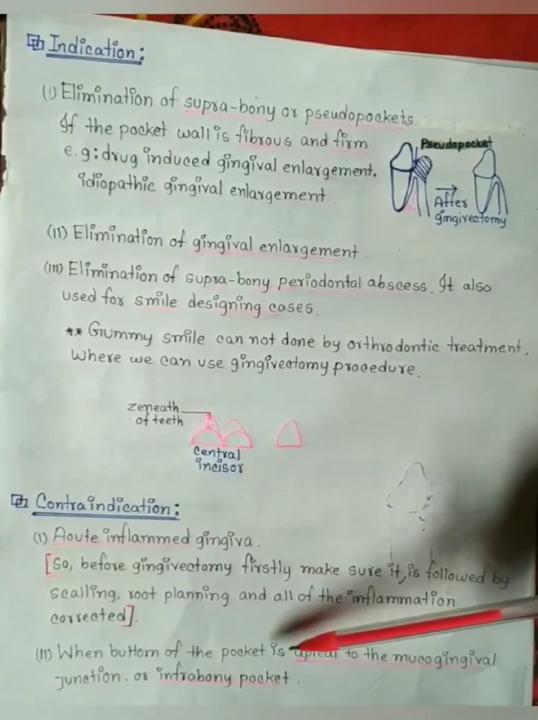 Indication:
(i) Elimination of supra-bony or pseudopockets.
If the pocket wall is fibrous and firm
e.g: drug induced gingival enlargement.
idiopathic gingival enlargement
Pseudopocket
After
gingivectomy
(ii) Elimination of gingival enlargement.
(iii) Elimination of supra-bony periodontal abscess. It also
used for smile designing cases.
** Gummy smile can not done by orthrodontic treatment,
where we can use gingivectomy procedure.
zeneath
of teeth
central
incisor
Contraindication:
(i) Acute inflammed gingiva.
[So, before gingivectomy firstly make sure it, is followed by
scalling, root planning and all of the inflammation
corrected].
(ii) When buttom of the pocket is apical to the mucogingival
junction. or infrabony pocket.